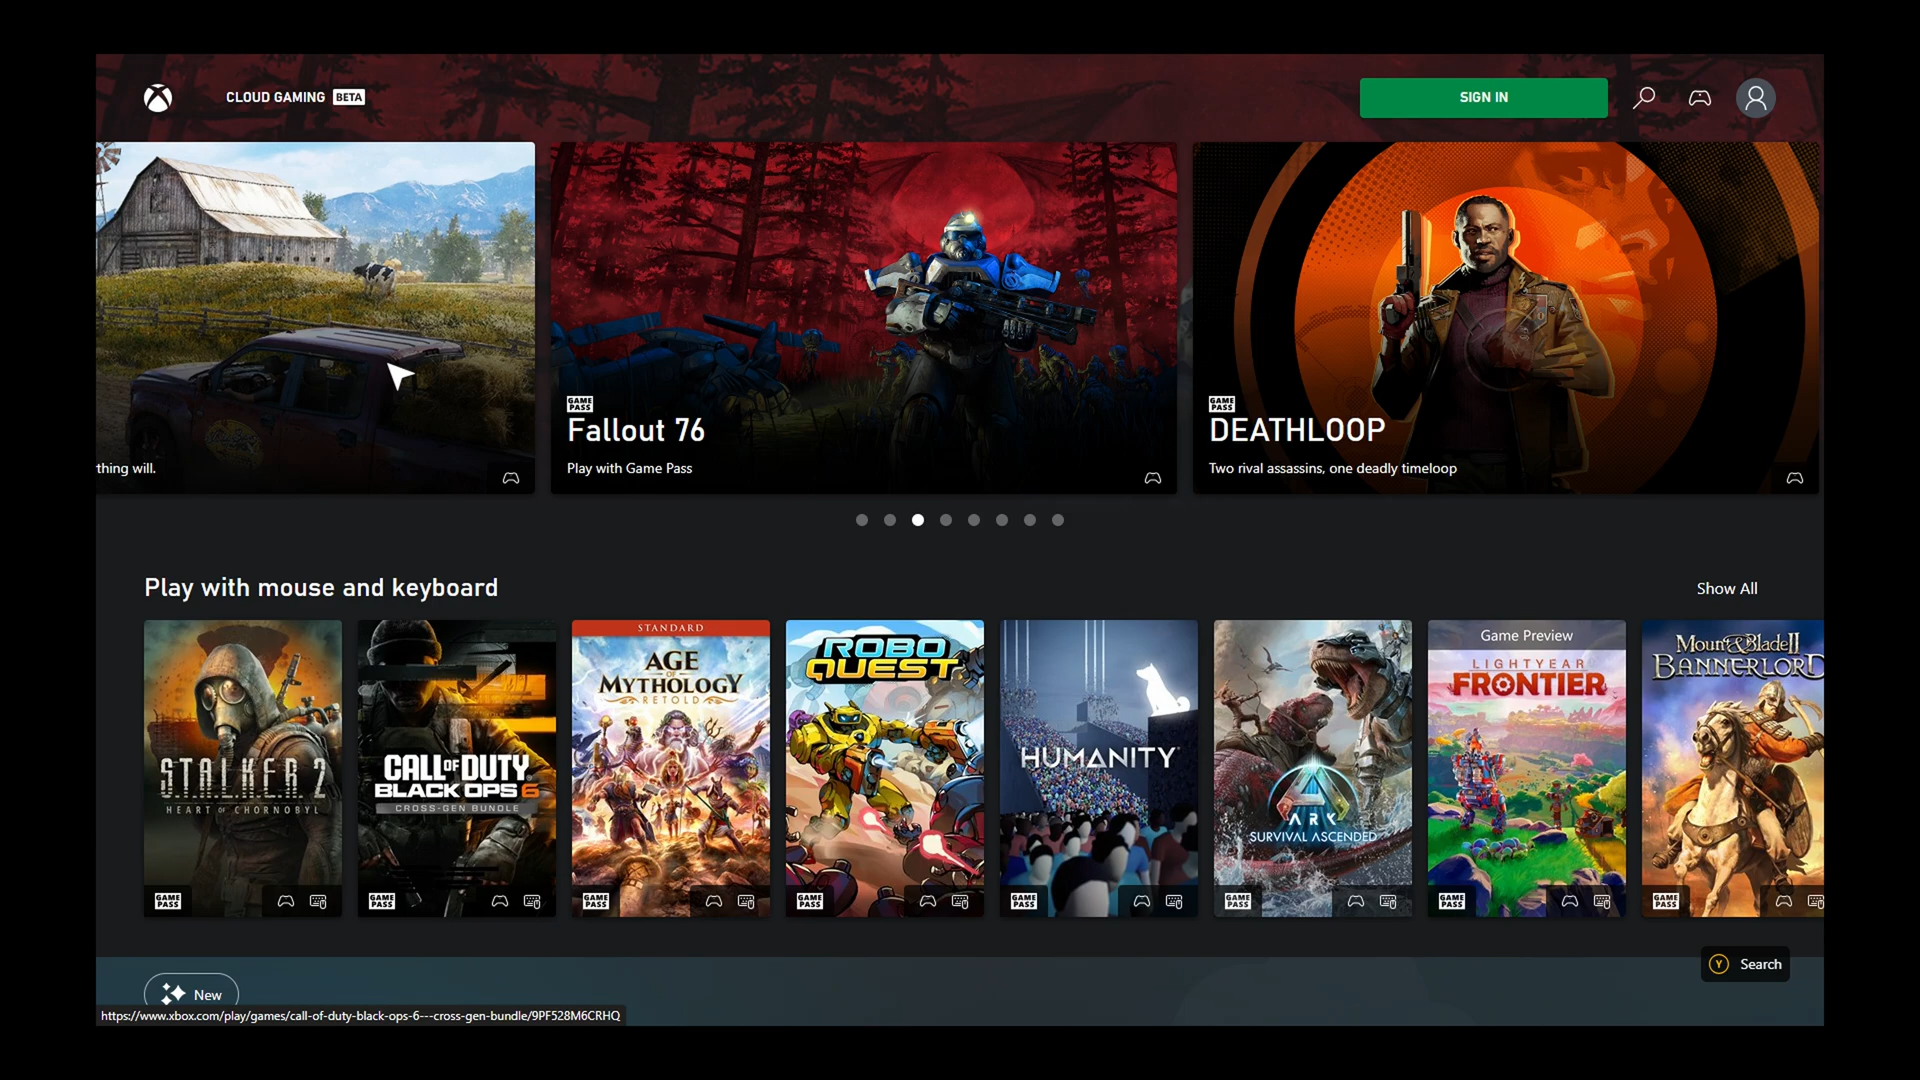 CLOUD GAMING BETA
SIGN IN
thing will.
GAME PASS
Fallout 76
Play with Game Pass
GAME PASS
DEATHLOOP
Two rival assassins, one deadly timeloop
Play with mouse and keyboard
Show All
S.T.A.L.K.E.R. 2
HEART OF CHORNOBYL
GAME PASS
CALL OF DUTY
BLACK OPS 6
CROSS-GEN BUNDLE
GAME PASS
STANDARD
AGE
OF
MYTHOLOGY
RETOLD
GAME PASS
ROBO
QUEST
GAME PASS
HUMANITY
GAME PASS
ARK
SURVIVAL ASCENDED
GAME PASS
Game Preview
LIGHTYEAR
FRONTIER
GAME PASS
Mount & Blade II
BANNERLORD
GAME PASS
Y Search
New
https://www.xbox.com/play/games/call-of-duty-black-ops-6---cross-gen-bundle/9PF528M6CRHQ